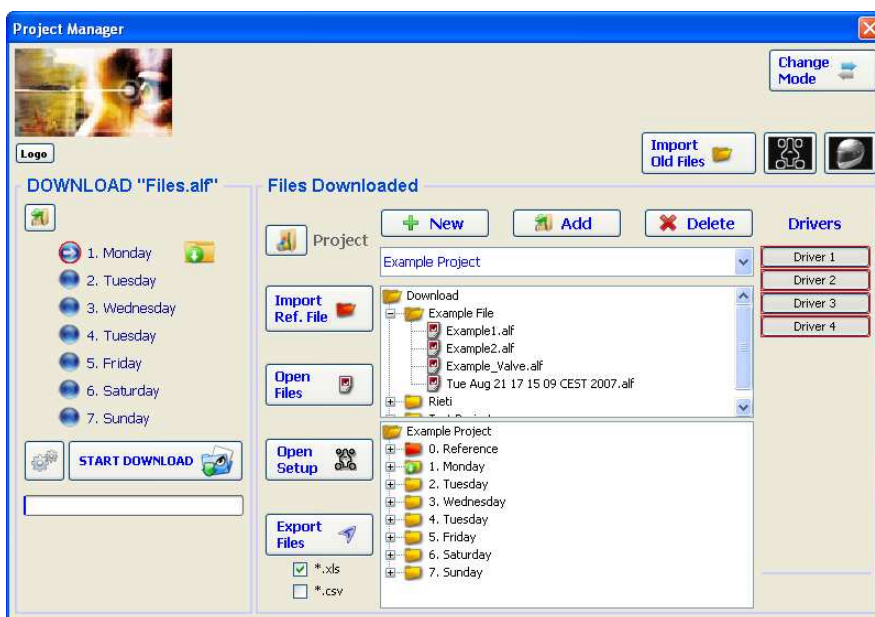 Project Manager
Change Mode
Logo
Import Old Files
DOWNLOAD "Files.alf"
1. Monday
2. Tuesday
3. Wednesday
4. Tuesday
5. Friday
6. Saturday
7. Sunday
START DOWNLOAD
Files Downloaded
Project
New
Add
Delete
Drivers
Example Project
Driver 1
Driver 2
Driver 3
Driver 4
Import Ref. File
Open Files
Open Setup
Export Files
*.xls
*.csv
Download
Example File
Example1.alf
Example2.alf
Example_Valve.alf
Tue Aug 21 17 15 09 CEST 2007.alf
Rieti
Example Project
0. Reference
1. Monday
2. Tuesday
3. Wednesday
4. Tuesday
5. Friday
6. Saturday
7. Sunday